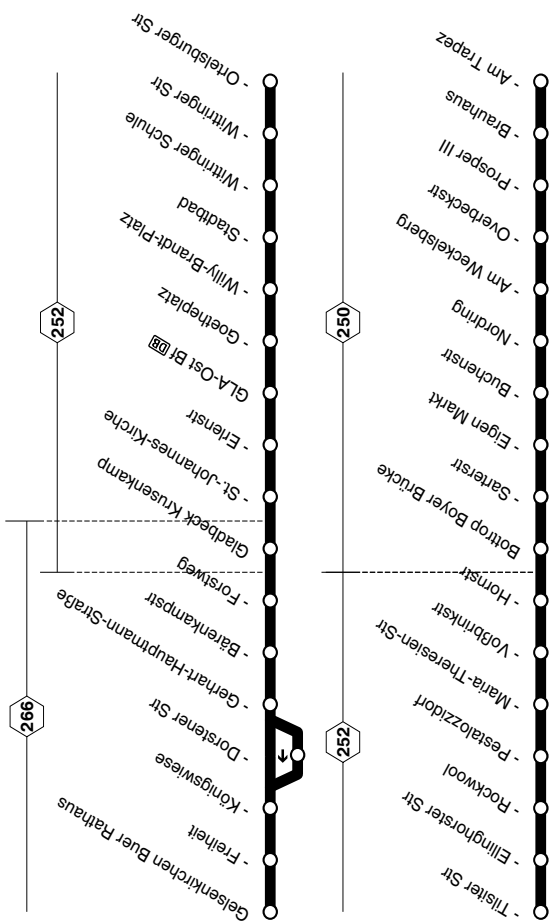 266
252
Gelsenkirchen Buer Rathaus
- Freiheit
- Königswiese
- Dorstener Str
- Gerhart-Hauptmann-Straße
- Bärenkampstr
- Forstweg
Gladbeck Krusenkamp
- St.-Johannes-Kirche
- Erlenstr
- GLA-Ost Bf D8
- Goetheplatz
- Willy-Brandt-Platz
- Stadtbad
- Wittringer Schule
- Wittringer Str
- Ortelsburger Str
252
250
- Tilsiter Str
- Ellinghorster Str
- Rockwool
- Pestalozzidorf
- Maria-Theresien-Str
- Voßbrinkstr
- Hornstr
Bottrop Boyer Brücke
- Sarterstr
- Eigen Markt
- Buchenstr
- Nordring
- Am Weckelsberg
- Overbeckstr
- Prosper III
- Brauhaus
- Am Trapez